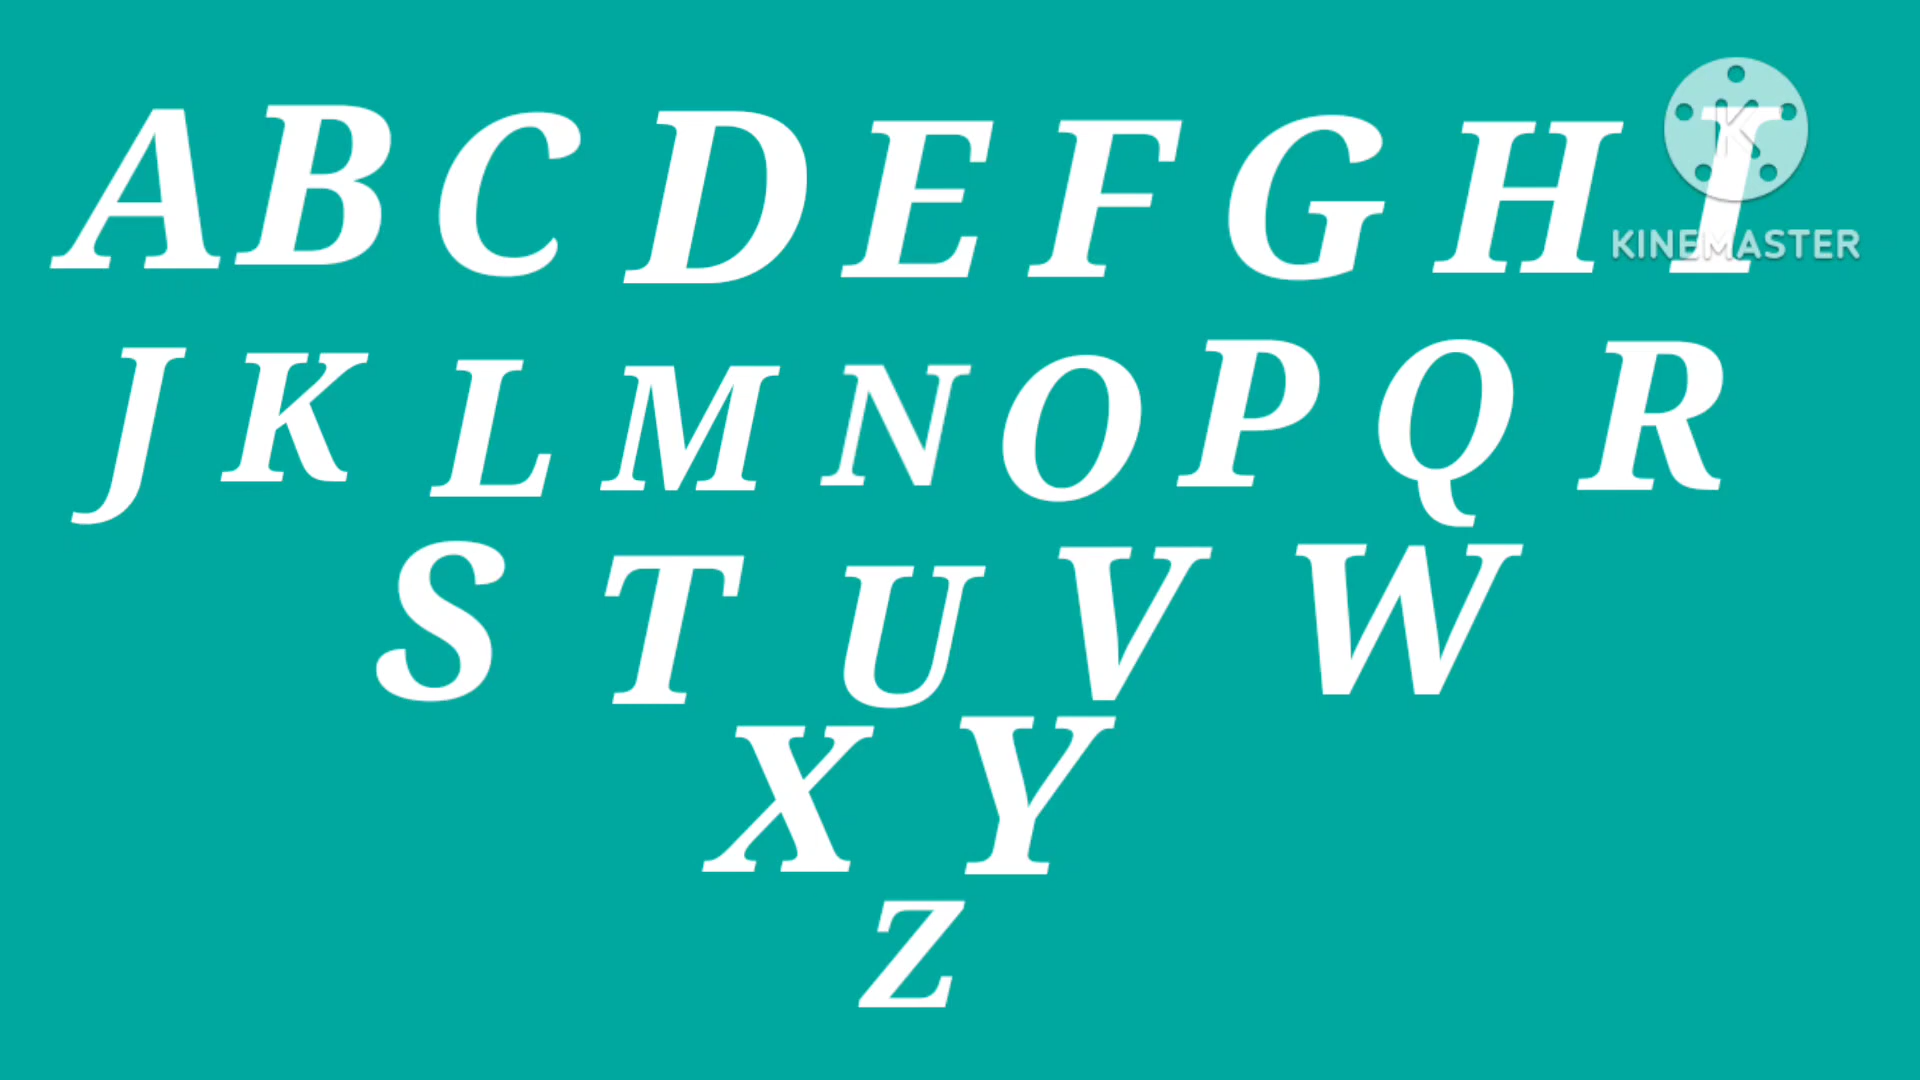 A B C D E F G H I
KINEMASTER
J K L M N O P Q R
S T U V W
X Y
Z